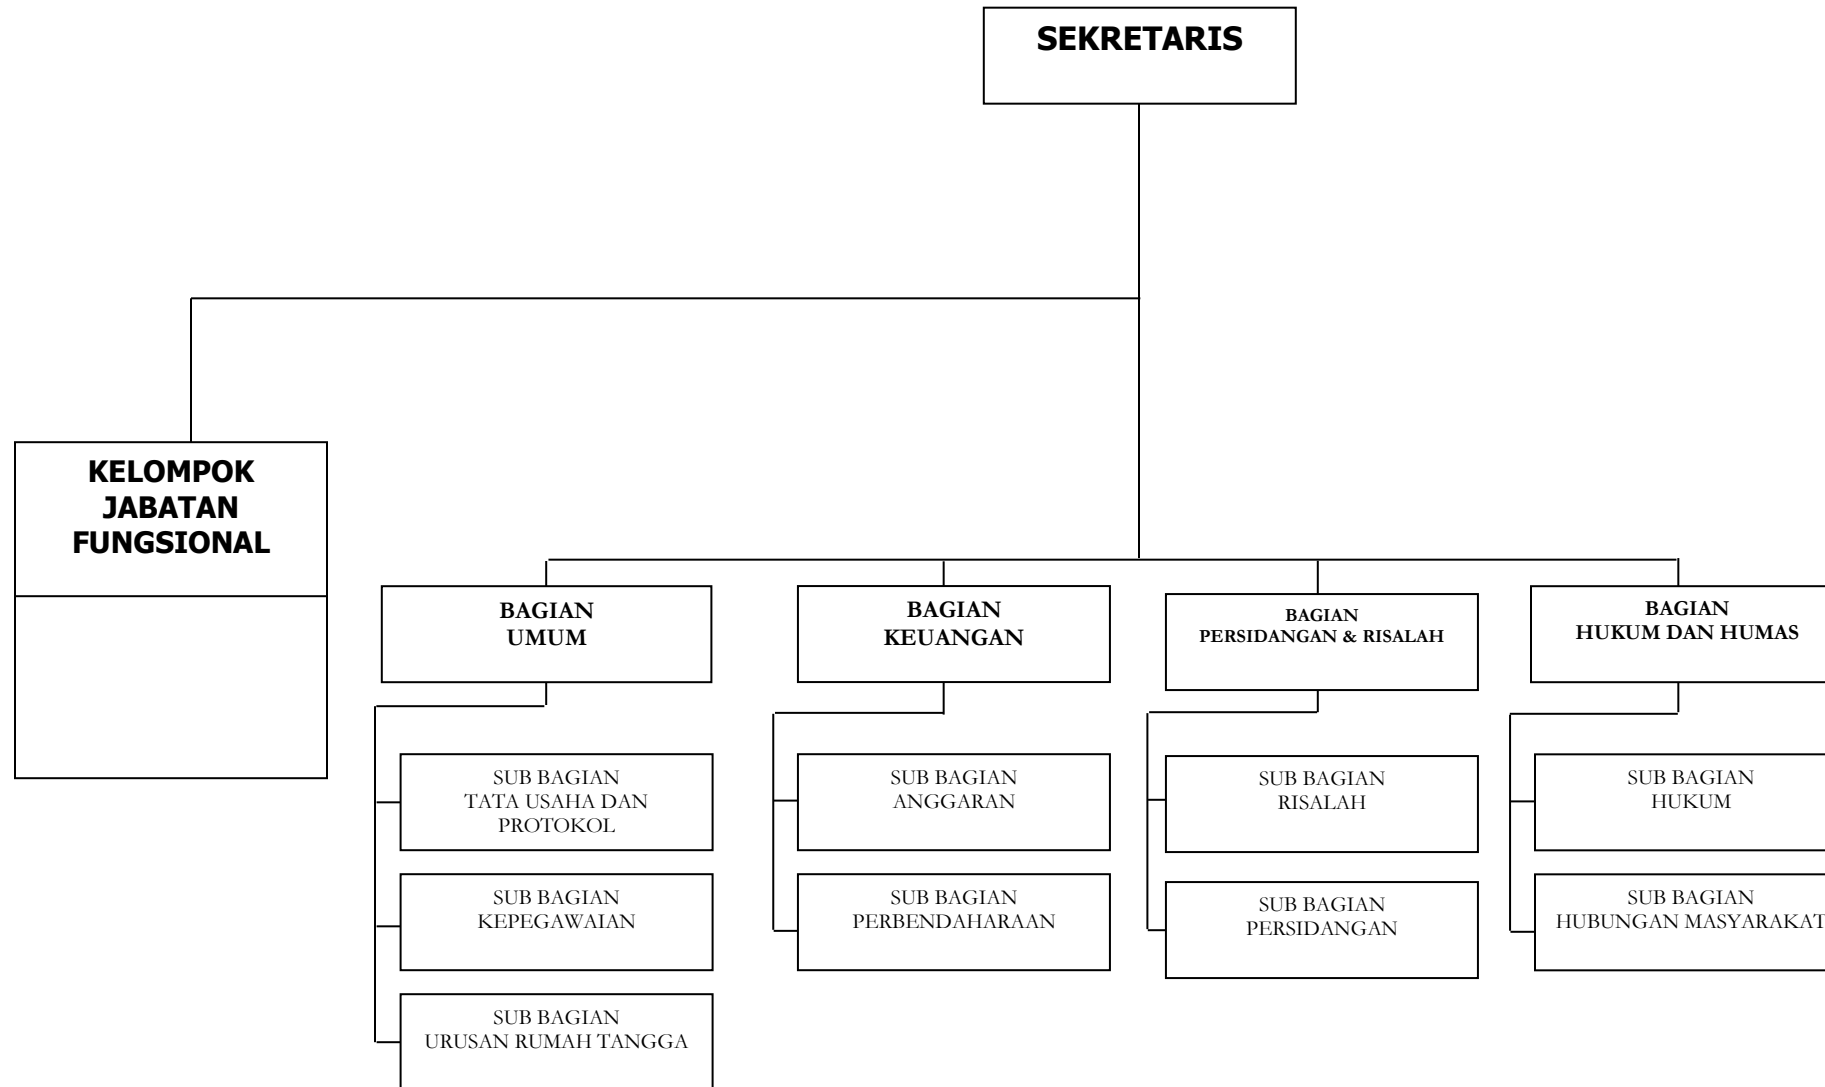 SEKRETARIS
KELOMPOK
JABATAN
FUNGSIONAL
BAGIAN
UMUM
BAGIAN
KEUANGAN
BAGIAN
PERSIDANGAN & RISALAH
BAGIAN
HUKUM DAN HUMAS
SUB BAGIAN
TATA USAHA DAN
PROTOKOL
SUB BAGIAN
ANGGARAN
SUB BAGIAN
RISALAH
SUB BAGIAN
HUKUM
SUB BAGIAN
KEPEGAWAIAN
SUB BAGIAN
PERBENDAHARAAN
SUB BAGIAN
PERSIDANGAN
SUB BAGIAN
HUBUNGAN MASYARAKAT
SUB BAGIAN
URUSAN RUMAH TANGGA